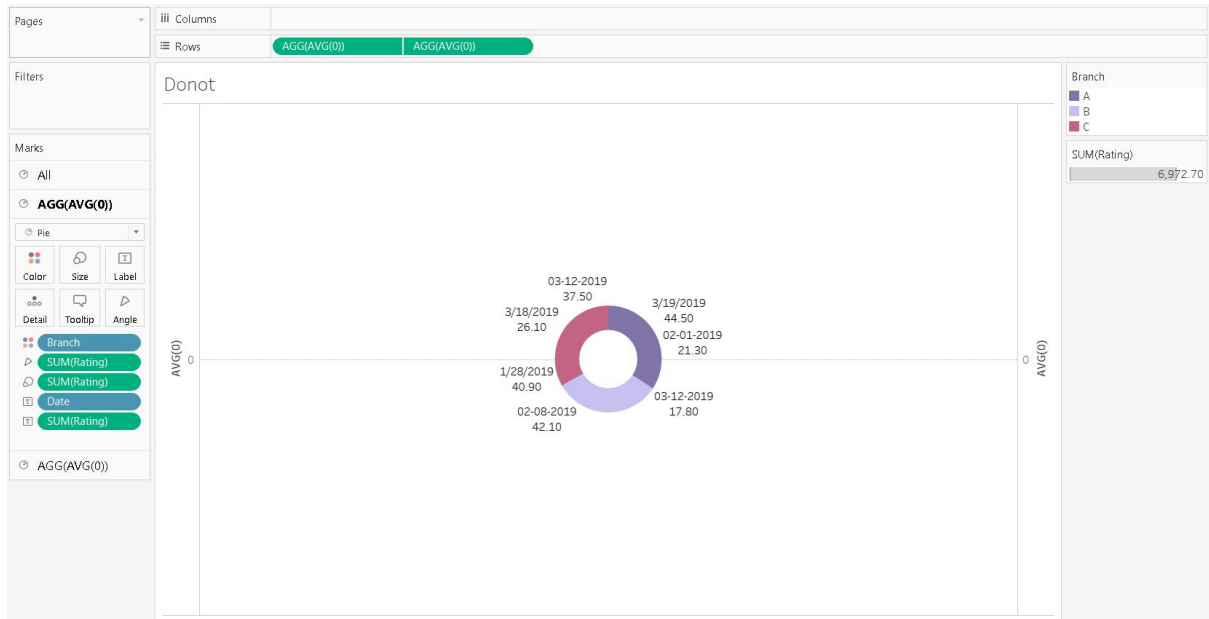 Pages
Columns
Rows
AGG(AVG(0)) AGG(AVG(0))
Filters
Marks
All
AGG(AVG(0))
Pie
Color Size Label
Detail Tooltip Angle
Branch
SUM(Rating)
SUM(Rating)
Date
SUM(Rating)
AGG(AVG(0))
Donot
AVG(0)
0
03-12-2019
37.50
3/19/2019
44.50
3/18/2019
26.10
02-01-2019
21.30
1/28/2019
40.90
03-12-2019
17.80
02-08-2019
42.10
0
AVG(0)
Branch
A
B
C
SUM(Rating)
6,972.70